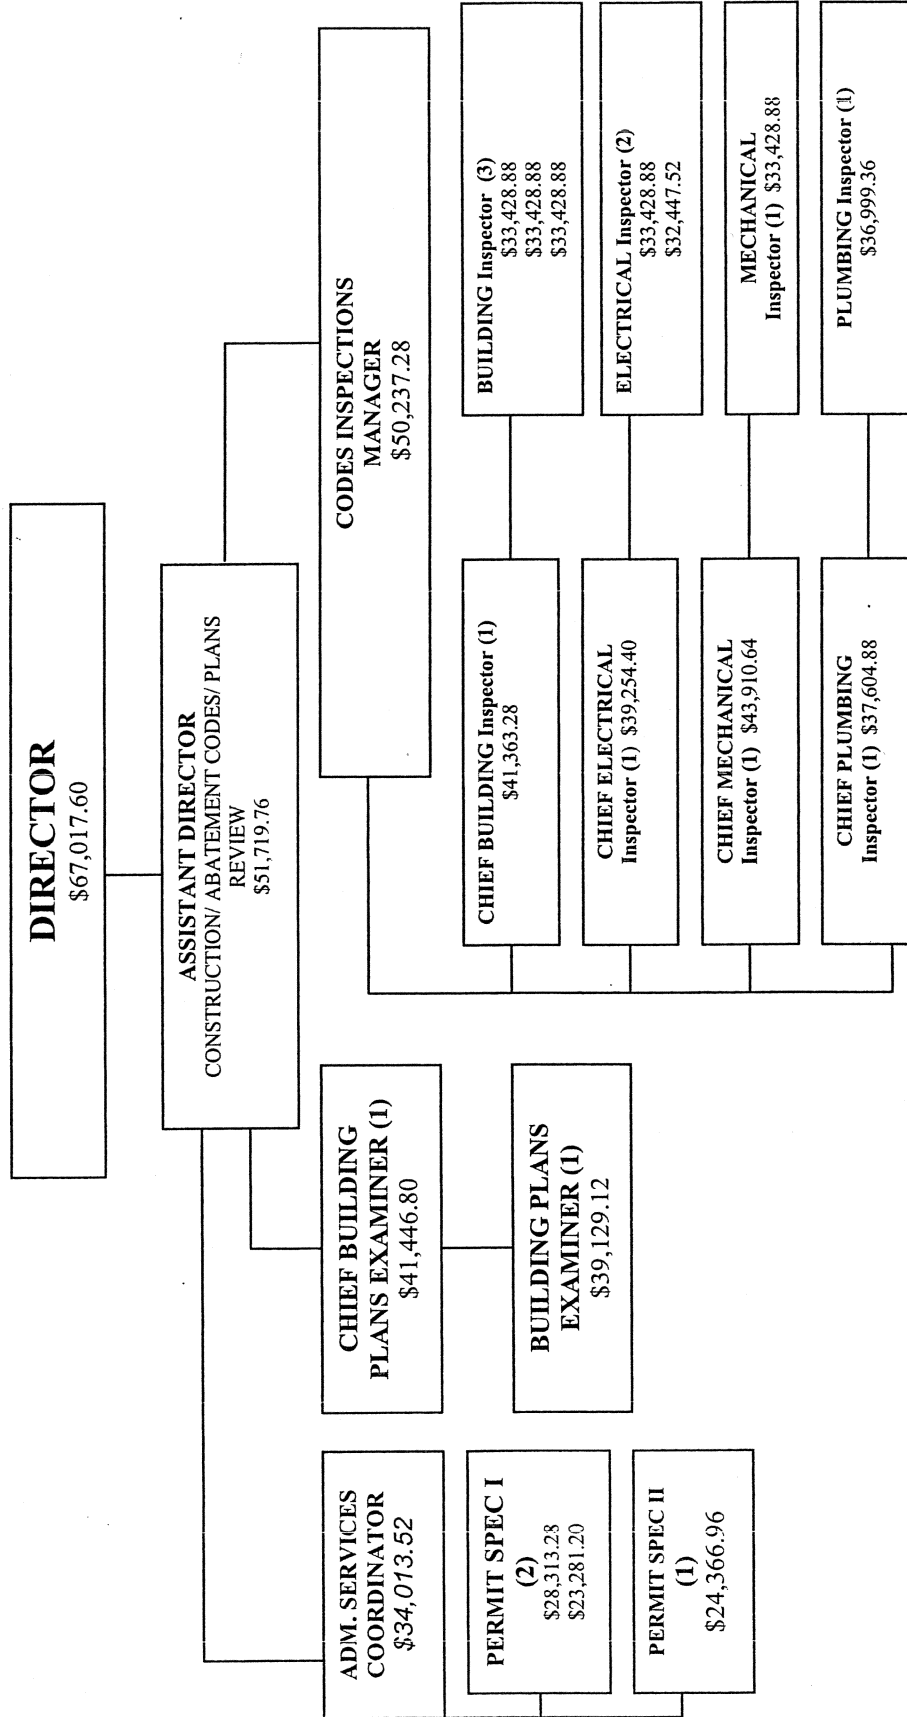 DIRECTOR
$67,017.60
ASSISTANT DIRECTOR
CONSTRUCTION/ ABATEMENT CODES/ PLANS
REVIEW
$51,719.76
ADM. SERVICES
COORDINATOR
$34,013.52
PERMIT SPEC I
(2)
$28,313.28
$23,281.20
PERMIT SPEC II
(1)
$24,366.96
CHIEF BUILDING
PLANS EXAMINER (1)
$41,446.80
BUILDING PLANS
EXAMINER (1)
$39,129.12
CODES INSPECTIONS
MANAGER
$50,237.28
CHIEF BUILDING Inspector (1)
$41,363.28
BUILDING Inspector (3)
$33,428.88
$33,428.88
$33,428.88
CHIEF ELECTRICAL
Inspector (1) $39,254.40
ELECTRICAL Inspector (2)
$33,428.88
$32,447.52
CHIEF MECHANICAL
Inspector (1) $43,910.64
MECHANICAL
Inspector (1) $33,428.88
CHIEF PLUMBING
Inspector (1) $37,604.88
PLUMBING Inspector (1)
$36,999.36